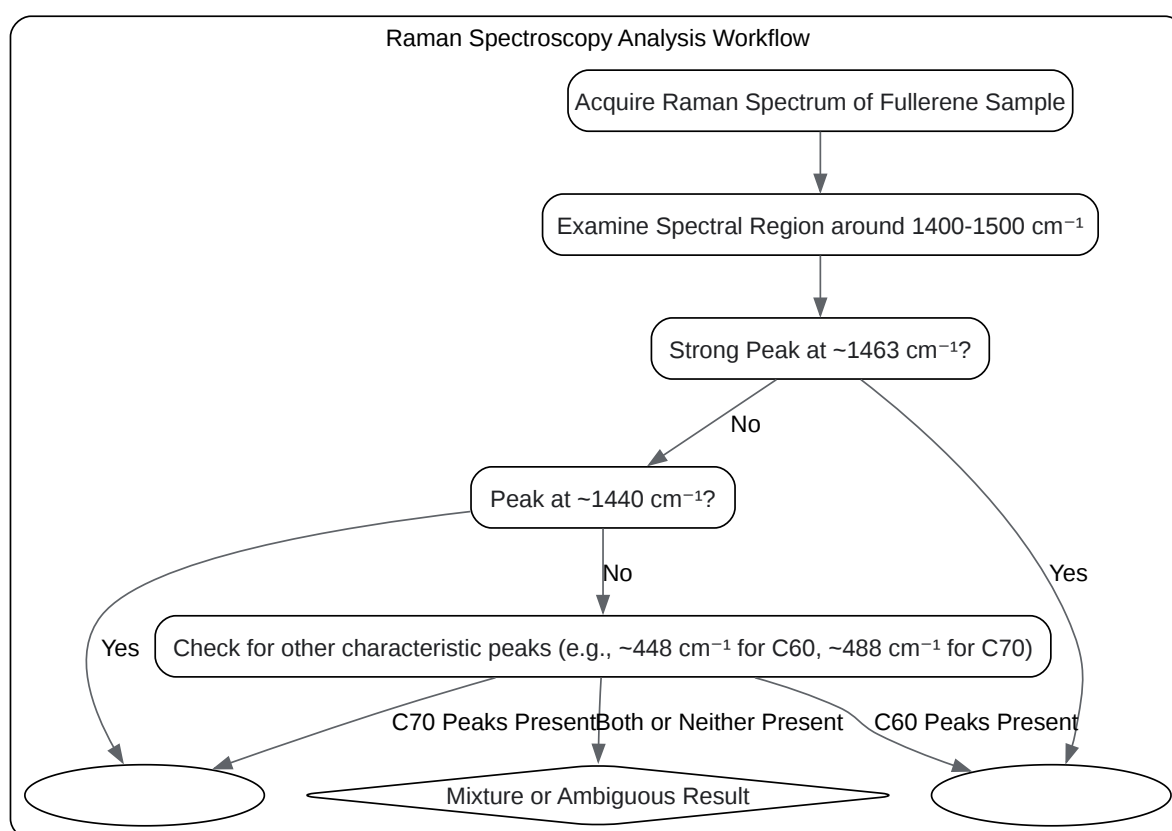 Raman Spectroscopy Analysis Workflow
Acquire Raman Spectrum of Fullerene Sample
Examine Spectral Region around 1400-1500 cm⁻¹
Strong Peak at ~1463 cm⁻¹?
No
Peak at ~1440 cm⁻¹?
No
Yes
Yes
Check for other characteristic peaks (e.g., ~448 cm⁻¹ for C60, ~488 cm⁻¹ for C70)
C70 Peaks Present
Both or Neither Present
C60 Peaks Present
Mixture or Ambiguous Result